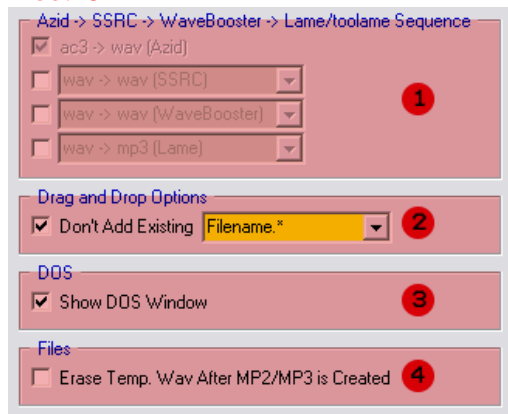 Azid -> SSRC -> WaveBooster -> Lame/toolame Sequence
ac3 -> wav (Azid)
wav -> wav (SSRC)
1
wav -> wav (WaveBooster)
wav -> mp3 (Lame)
Drag and Drop Options
Don't Add Existing Filename.* 2
DOS
Show DOS Window 3
Files
Erase Temp. Wav After MP2/MP3 is Created 4